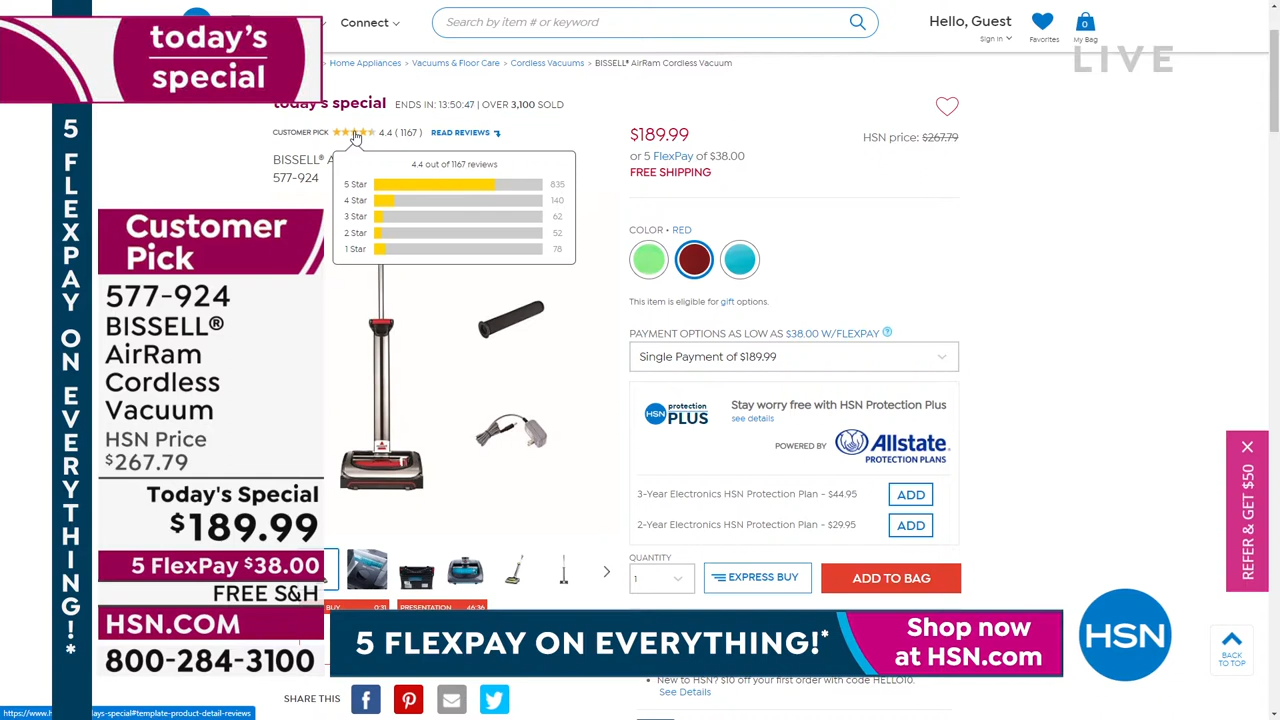 Connect
Search by item # or keyword
Hello, Guest
Sign in
Favorites
0
My Bag
LIVE
today's
special
Home Appliances > Vacuums & Floor Care > Cordless Vacuums > BISSELL® AirRam Cordless Vacuum
today's special ENDS IN: 13:50:47 | OVER 3,100 SOLD
CUSTOMER PICK 4.4 ( 1167 ) READ REVIEWS
BISSELL® A
577-924
4.4 out of 1167 reviews
5 Star 835
4 Star 140
3 Star 62
2 Star 52
1 Star 78
5 FLEXPAY ON EVERYTHING!*
Customer
Pick
577-924
BISSELL®
AirRam
Cordless
Vacuum
HSN Price
$267.79
Today's Special
$189.99
5 FlexPay $38.00
FREE S&H
HSN.COM
800-284-3100
$189.99
HSN price: $267.79
or 5 FlexPay of $38.00
FREE SHIPPING
COLOR • RED
This item is eligible for gift options.
PAYMENT OPTIONS AS LOW AS $38.00 W/FLEXPAY ?
Single Payment of $189.99
HSN protection PLUS
Stay worry free with HSN Protection Plus
see details
POWERED BY Allstate
PROTECTION PLANS
3-Year Electronics HSN Protection Plan - $44.95 ADD
2-Year Electronics HSN Protection Plan - $29.95 ADD
QUANTITY
1
EXPRESS BUY
ADD TO BAG
BUY 0:31
PRESENTATION 46:36
5 FLEXPAY ON EVERYTHING!*
Shop now
at HSN.com
HSN
REFER & GET $50
BACK
TO TOP
New to HSN? $10 off your first order with code HELLO10.
See Details
SHARE THIS